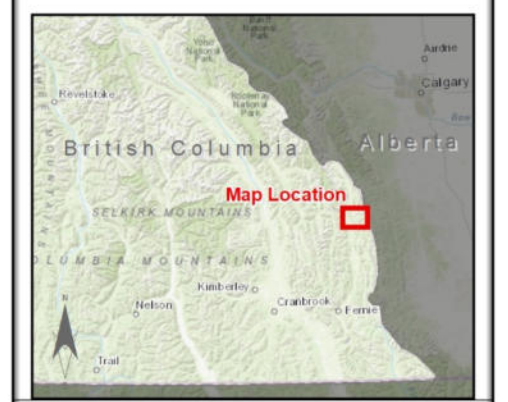 Banff
National
Park
Yoho
National
Park
Airdrie
Calgary
Revelstoke
Kootenay
National
Park
Bow
British Columbia
Alberta
Map Location
SELKIRK MOUNTAINS
COLUMBIA MOUNTAINS
Kimberley
Cranbrook
Fernie
Nelson
N
Trail